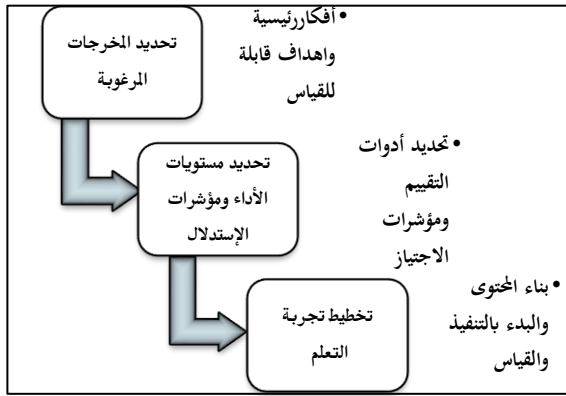 تحديد المخرجات
المرغوبة
• أفكاررئيسية
واهداف قابلة
للقياس
تحديد مستويات
الأداء ومؤشرات
الإستدلال
• تحديد أدوات
التقييم
ومؤشرات
الاجتياز
تخطيط تجربة
التعلم
• بناء المحتوى
والبدء بالتنفيذ
والقياس